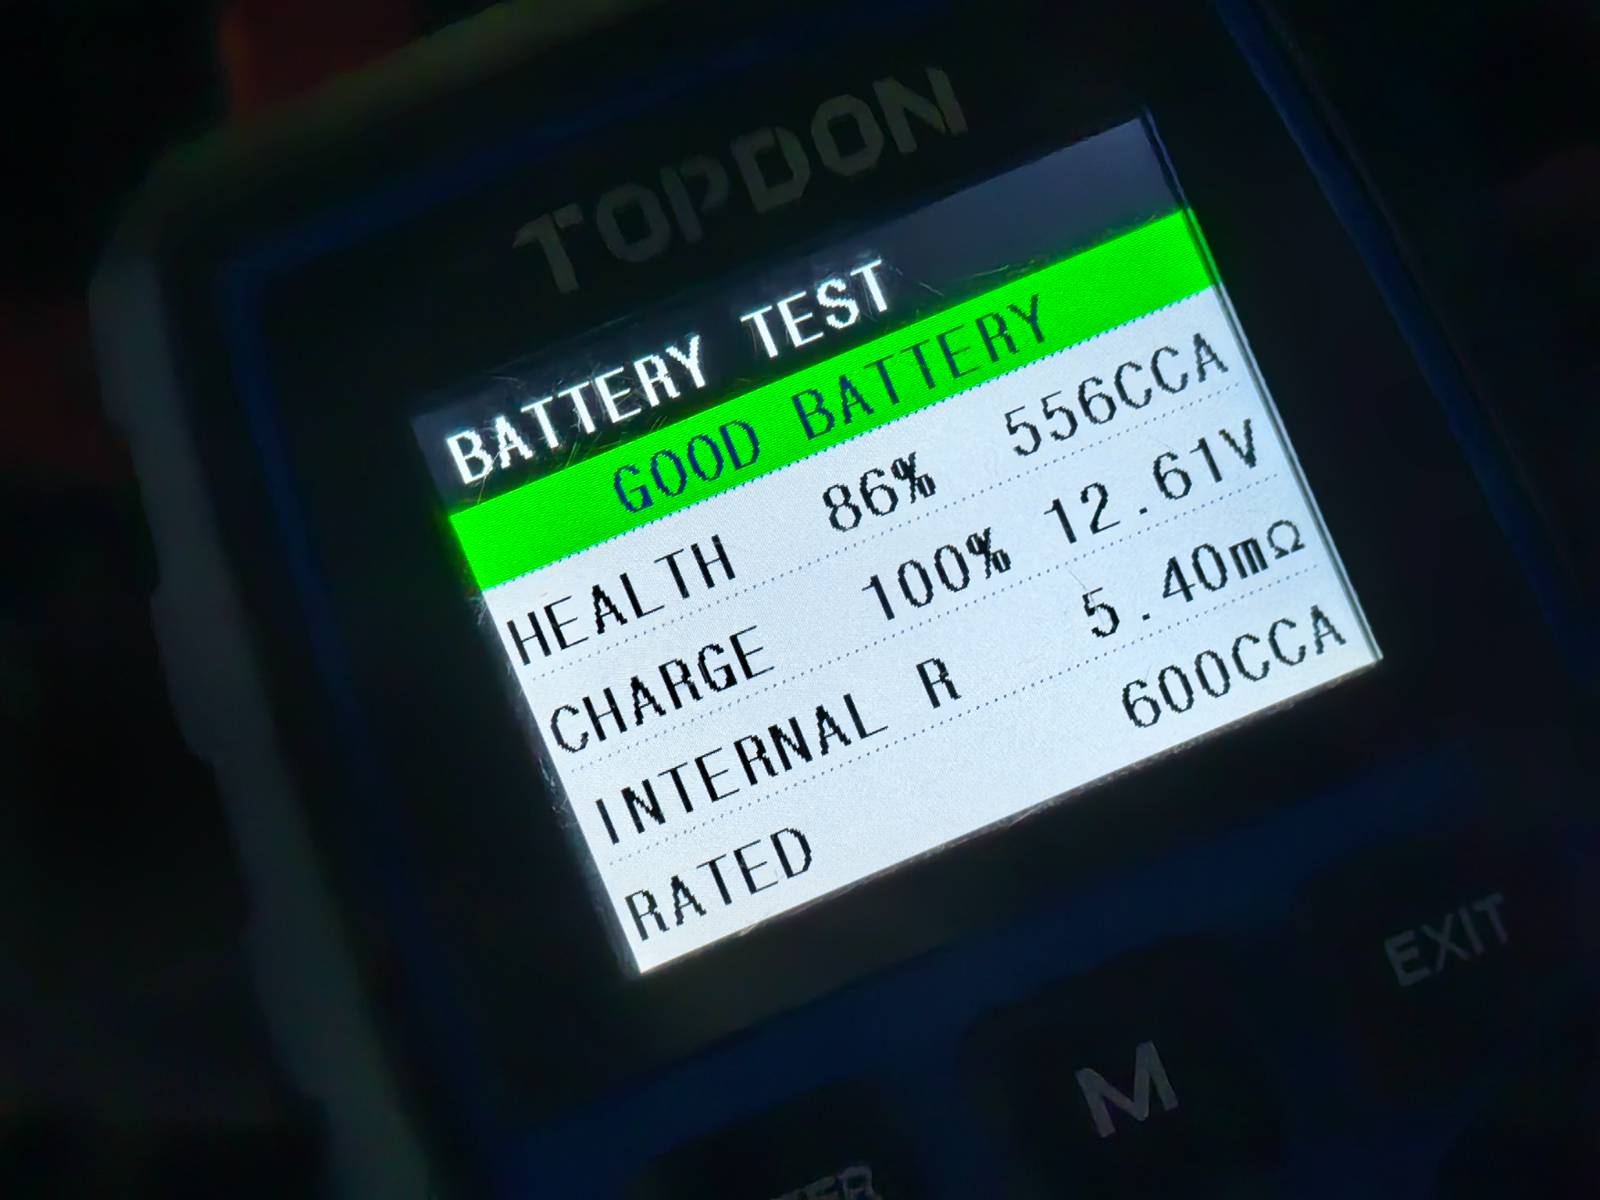 TOPDON
BATTERY TEST
GOOD BATTERY
HEALTH 86% 556CCA
CHARGE 100% 12.61V
INTERNAL R 5.40mΩ
RATED 600CCA
EXIT
M